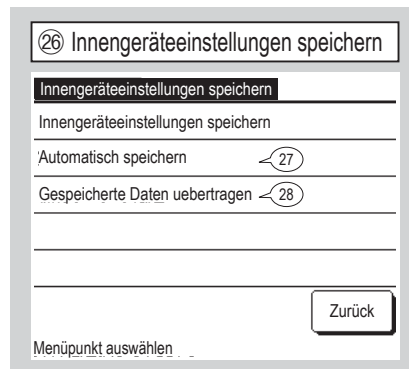 ㉖ Innengeräteeinstellungen speichern
Innengeräteeinstellungen speichern
Innengeräteeinstellungen speichern
Automatisch speichern 27
Gespeicherte Daten uebertragen 28
Zurück
Menüpunkt auswählen